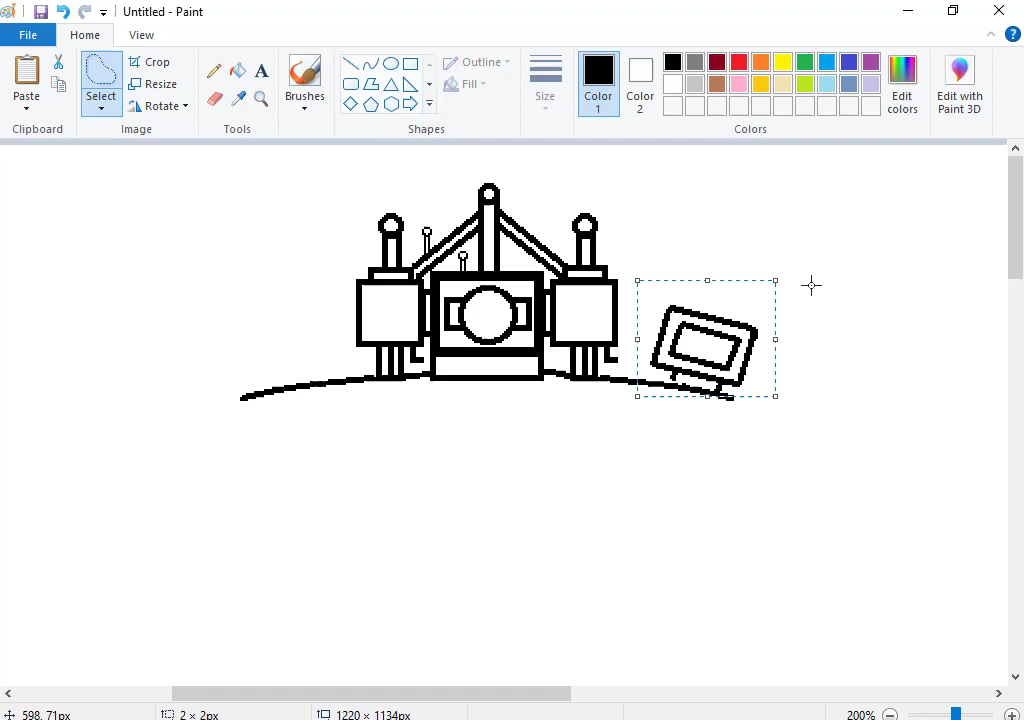 Untitled - Paint
File Home View
Paste
Clipboard
Select
Crop
Resize
Rotate
Image
Tools
Brushes
Shapes
Outline
Fill
Size
Color 1
Color 2
Edit colors
Colors
Edit with Paint 3D
598, 71px
2 × 2px
1220 × 1134px
200%